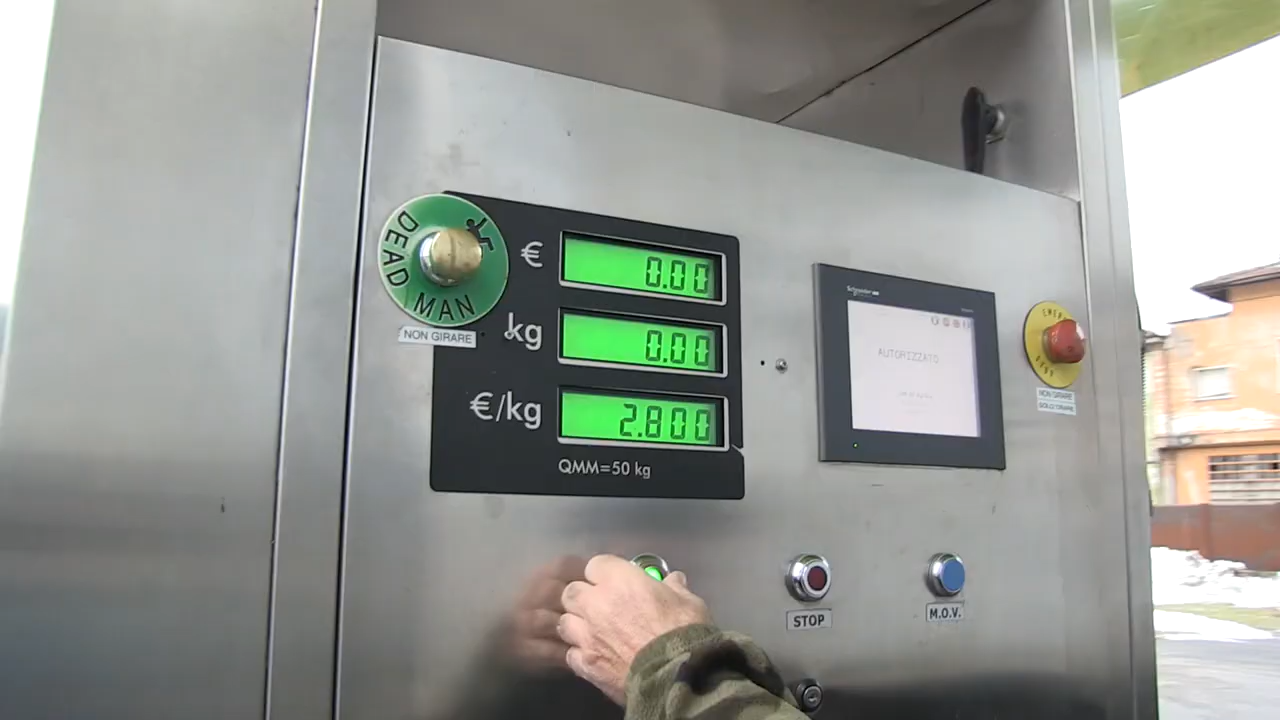 DEAD MAN
NON GIRARE
€
0.00
kg
0.00
€/kg
2.800
QMM=50 kg
Schneider
AUTORIZZATO
NON GIRARE
STOP
M.O.V.